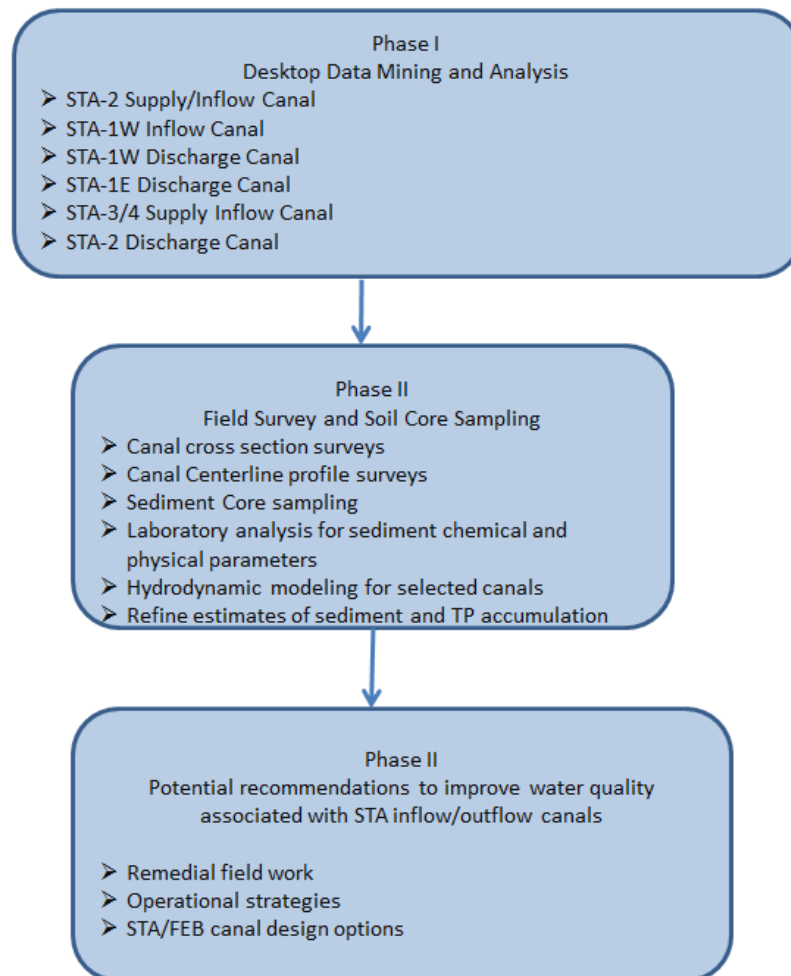 Phase I
Desktop Data Mining and Analysis
➢ STA-2 Supply/Inflow Canal
➢ STA-1W Inflow Canal
➢ STA-1W Discharge Canal
➢ STA-1E Discharge Canal
➢ STA-3/4 Supply Inflow Canal
➢ STA-2 Discharge Canal
Phase II
Field Survey and Soil Core Sampling
➢ Canal cross section surveys
➢ Canal Centerline profile surveys
➢ Sediment Core sampling
➢ Laboratory analysis for sediment chemical and
physical parameters
➢ Hydrodynamic modeling for selected canals
➢ Refine estimates of sediment and TP accumulation
Phase II
Potential recommendations to improve water quality
associated with STA inflow/outflow canals
➢ Remedial field work
➢ Operational strategies
➢ STA/FEB canal design options